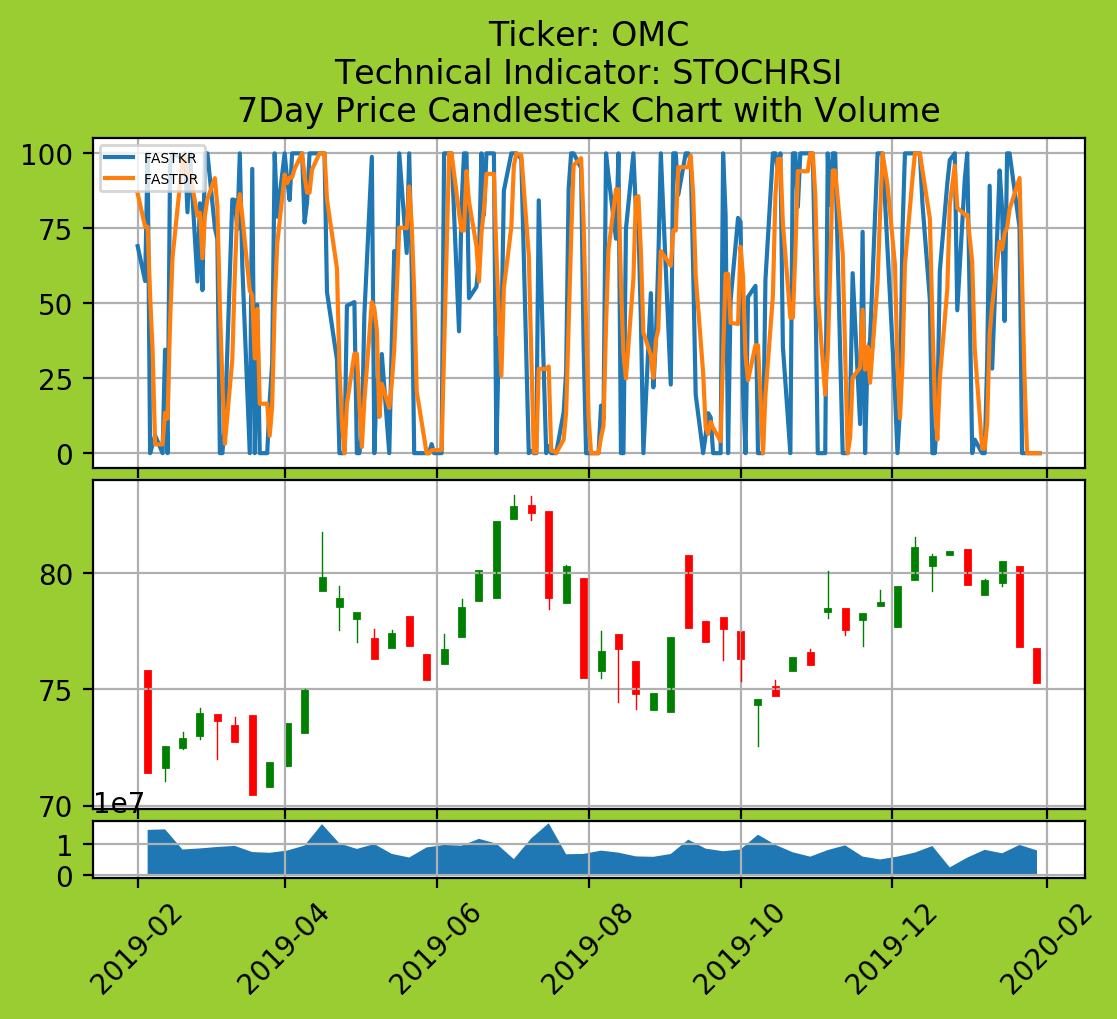 Ticker: OMC
Technical Indicator: STOCHRSI
7Day Price Candlestick Chart with Volume
100
75
50
25
0
FASTKR
FASTDR
80
75
70
1e7
1
0
2019-02
2019-04
2019-06
2019-08
2019-10
2019-12
2020-02